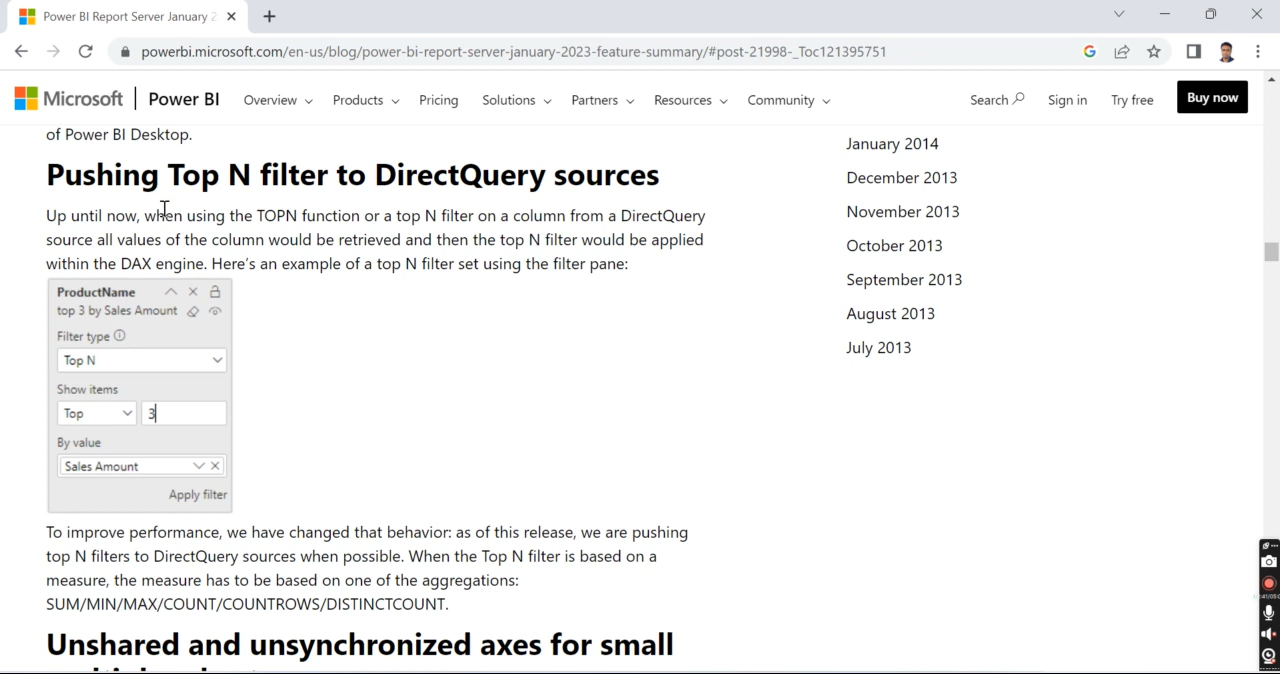 Power BI Report Server January 2
powerbi.microsoft.com/en-us/blog/power-bi-report-server-january-2023-feature-summary/#post-21998-_Toc121395751
Microsoft | Power BI Overview Products Pricing Solutions Partners Resources Community Search Sign in Try free Buy now
of Power BI Desktop.
Pushing Top N filter to DirectQuery sources
Up until now, when using the TOPN function or a top N filter on a column from a DirectQuery
source all values of the column would be retrieved and then the top N filter would be applied
within the DAX engine. Here's an example of a top N filter set using the filter pane:
ProductName
top 3 by Sales Amount
Filter type
Top N
Show items
Top 3
By value
Sales Amount
Apply filter
To improve performance, we have changed that behavior: as of this release, we are pushing
top N filters to DirectQuery sources when possible. When the Top N filter is based on a
measure, the measure has to be based on one of the aggregations:
SUM/MIN/MAX/COUNT/COUNTROWS/DISTINCTCOUNT.
Unshared and unsynchronized axes for small
January 2014
December 2013
November 2013
October 2013
September 2013
August 2013
July 2013